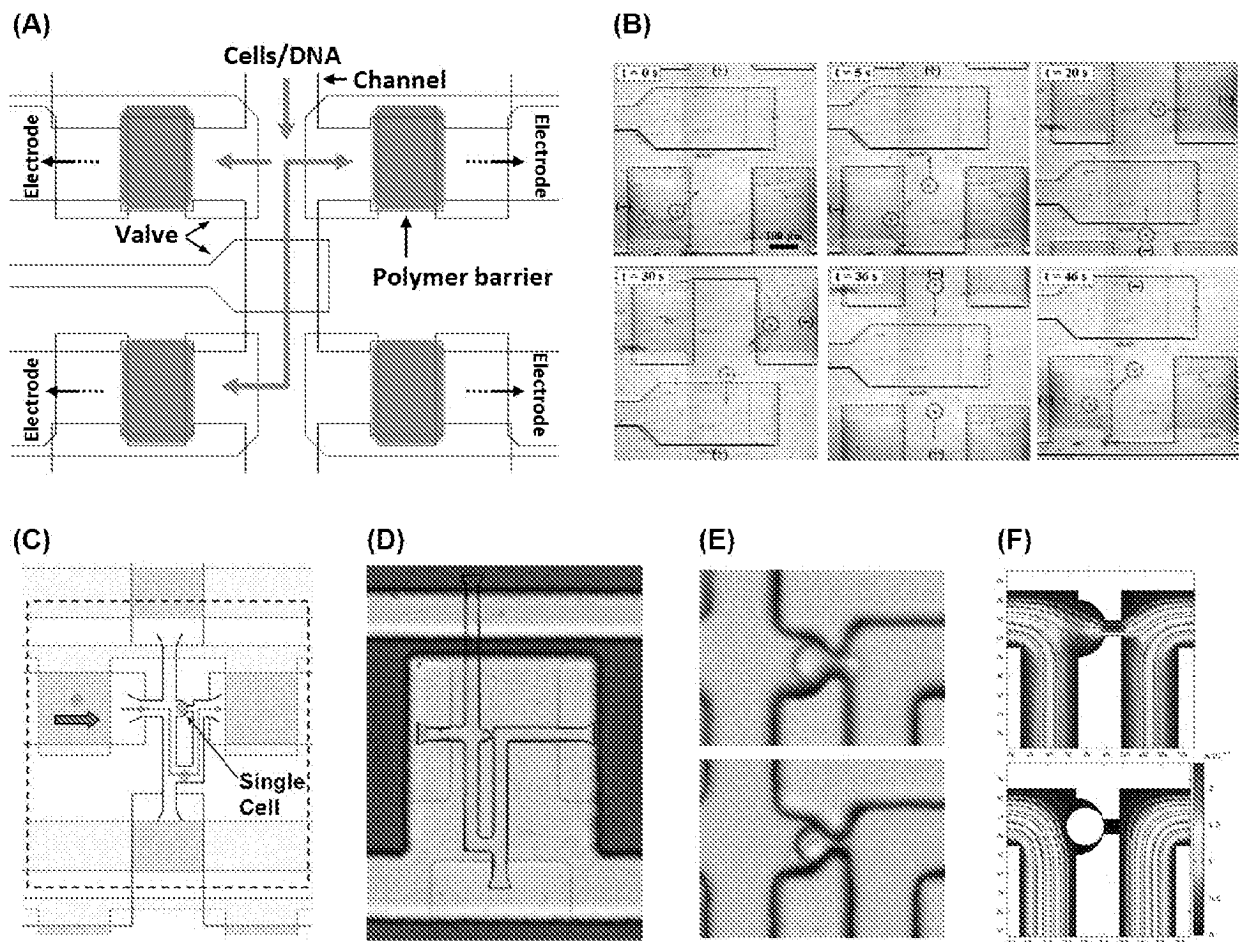 (A)
Cells/DNA
Channel
Electrode
Electrode
Valve
Polymer barrier
Electrode
Electrode
(B)
t = 0 s
t = 5 s
t = 20 s
t = 30 s
t = 36 s
t = 46 s
(C)
Single
Cell
(D)
(E)
(F)